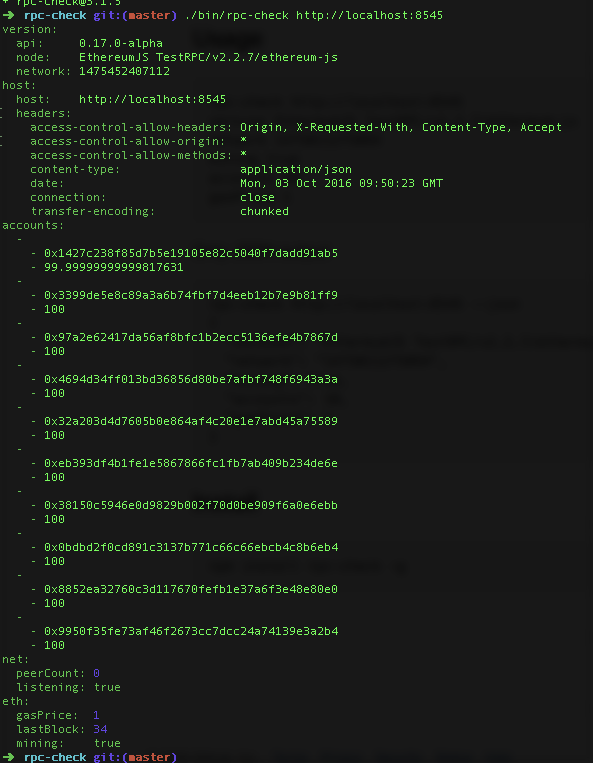 + rpc-check@3.1.5
➜ rpc-check git:(master) ./bin/rpc-check http://localhost:8545
version:
api: 0.17.0-alpha
node: EthereumJS TestRPC/v2.2.7/ethereum-js
network: 1475452407112
host:
host: http://localhost:8545
headers:
access-control-allow-headers: Origin, X-Requested-With, Content-Type, Accept
access-control-allow-origin: *
access-control-allow-methods: *
content-type: application/json
date: Mon, 03 Oct 2016 09:50:23 GMT
connection: close
transfer-encoding: chunked
accounts:
-
- 0x1427c238f85d7b5e19105e82c5040f7dadd91ab5
- 99.99999999999817631
-
- 0x3399de5e8c89a3a6b74fbf7d4eeb12b7e9b81ff9
- 100
-
- 0x97a2e62417da56af8bfc1b2ecc5136efe4b7867d
- 100
-
- 0x4694d34ff013bd36856d80be7afbf748f6943a3a
- 100
-
- 0x32a203d4d7605b0e864af4c20e1e7abd45a75589
- 100
-
- 0xeb393df4b1fe1e5867866fc1fb7ab409b234de6e
- 100
-
- 0x38150c5946e0d9829b002f70d0be909f6a0e6ebb
- 100
-
- 0x0bdbd2f0cd891c3137b771c66c66ebcb4c8b6eb4
- 100
-
- 0x8852ea32760c3d117670fefb1e37a6f3e48e80e0
- 100
-
- 0x9950f35fe73af46f2673cc7dcc24a74139e3a2b4
- 100
net:
peerCount: 0
listening: true
eth:
gasPrice: 1
lastBlock: 34
mining: true
➜ rpc-check git:(master)